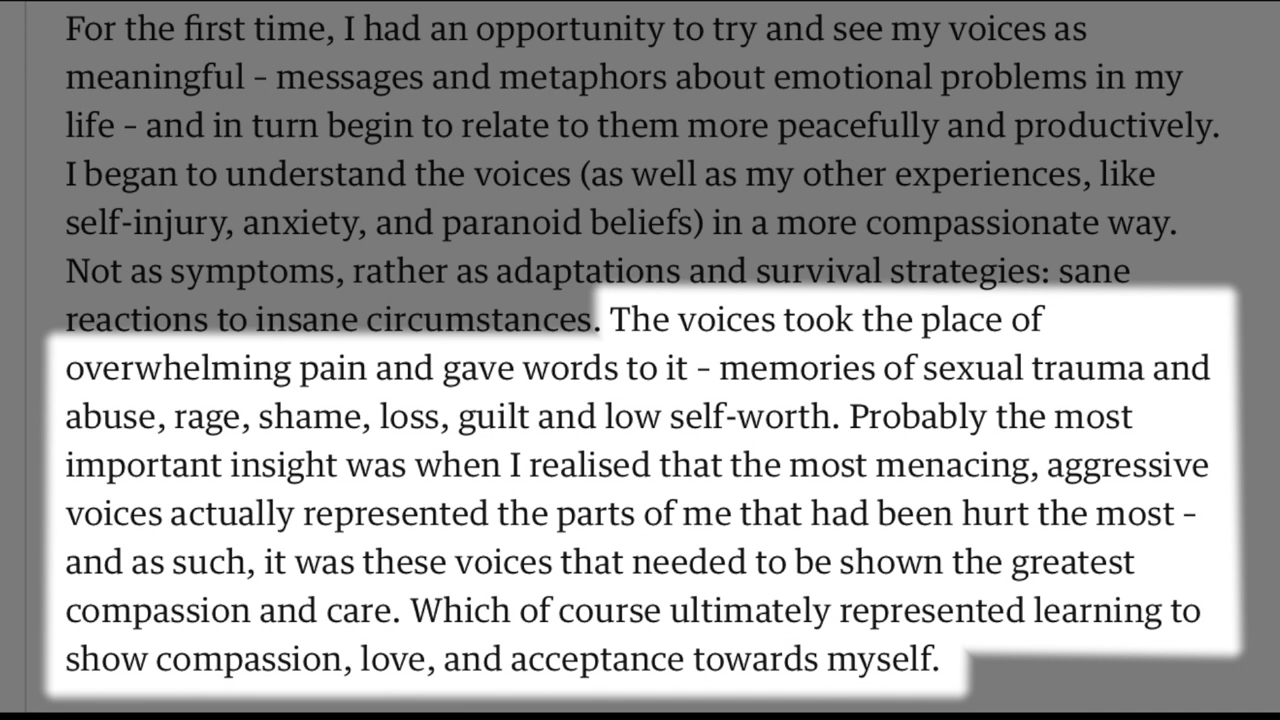 For the first time, I had an opportunity to try and see my voices as
meaningful – messages and metaphors about emotional problems in my
life – and in turn begin to relate to them more peacefully and productively.
I began to understand the voices (as well as my other experiences, like
self-injury, anxiety, and paranoid beliefs) in a more compassionate way.
Not as symptoms, rather as adaptations and survival strategies: sane
reactions to insane circumstances. The voices took the place of
overwhelming pain and gave words to it – memories of sexual trauma and
abuse, rage, shame, loss, guilt and low self-worth. Probably the most
important insight was when I realised that the most menacing, aggressive
voices actually represented the parts of me that had been hurt the most –
and as such, it was these voices that needed to be shown the greatest
compassion and care. Which of course ultimately represented learning to
show compassion, love, and acceptance towards myself.